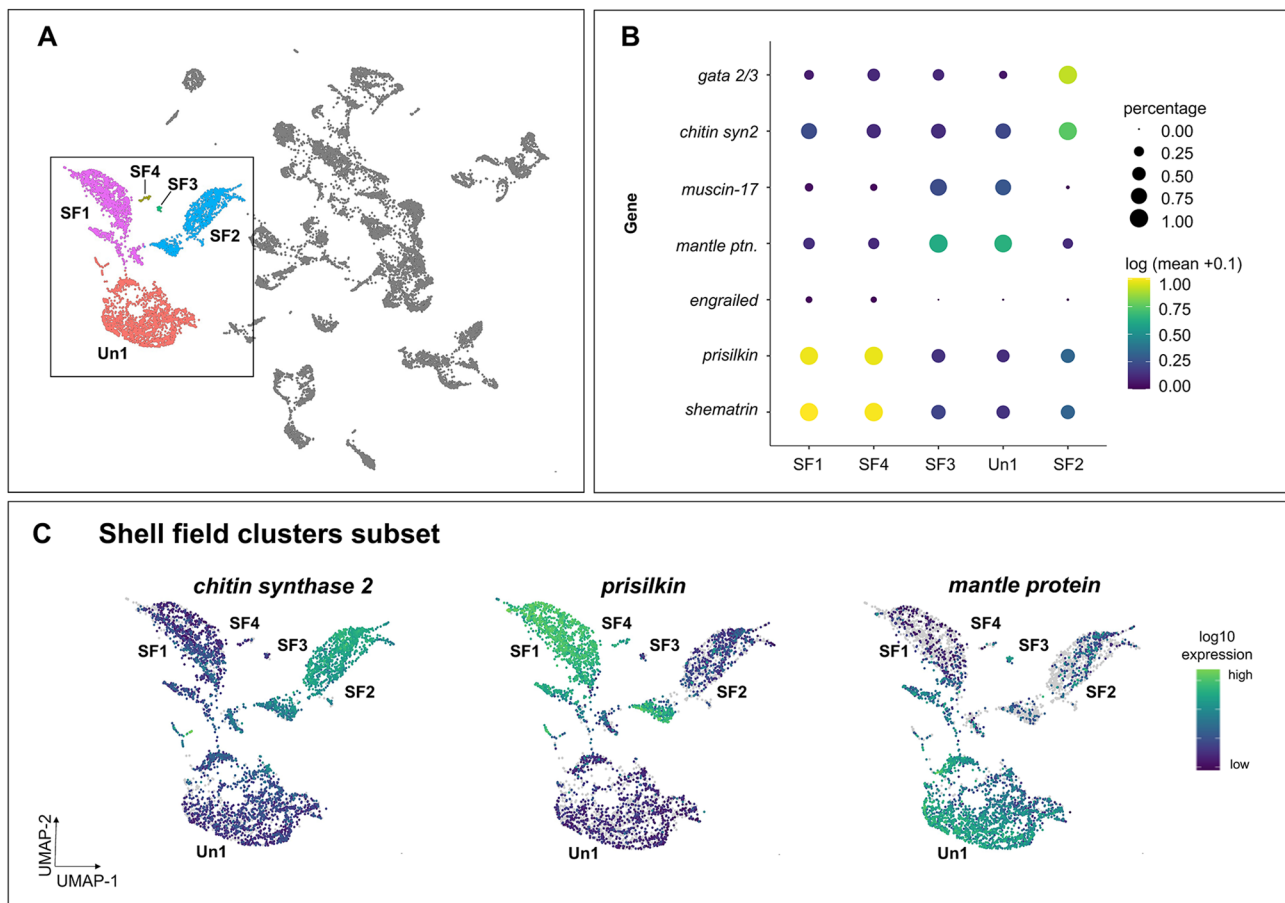 A
SF4
SF3
SF1
SF2
Un1
B
Gene
gata 2/3
chitin syn2
muscin-17
mantle ptn.
engrailed
prisilkin
shematrin
SF1 SF4 SF3 Un1 SF2
percentage
0.00
0.25
0.50
0.75
1.00
log (mean +0.1)
1.00
0.75
0.50
0.25
0.00
C Shell field clusters subset
chitin synthase 2
SF4
SF1
SF3
SF2
Un1
UMAP-2
UMAP-1
prisilkin
SF4
SF1
SF3
SF2
Un1
mantle protein
SF4
SF1
SF3
SF2
Un1
log10
expression
high
low